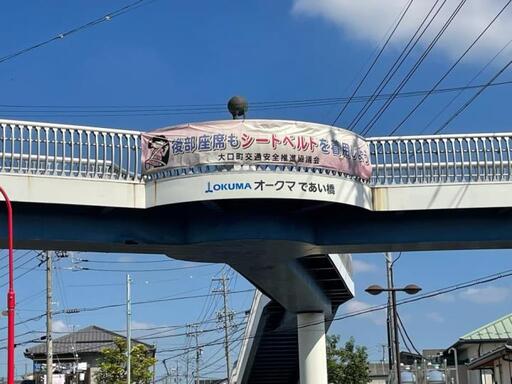 後部座席もシートベルトを着用しよう
大口町交通安全推進協議会
OKUMA オークマ であい橋